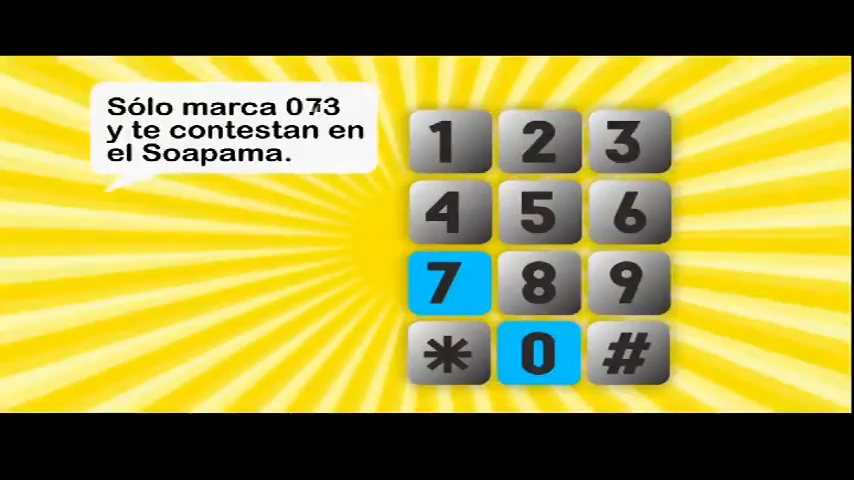 Sólo marca 073
y te contestan en
el Soapama.
1 2 3
4 5 6
7 8 9
* 0 #